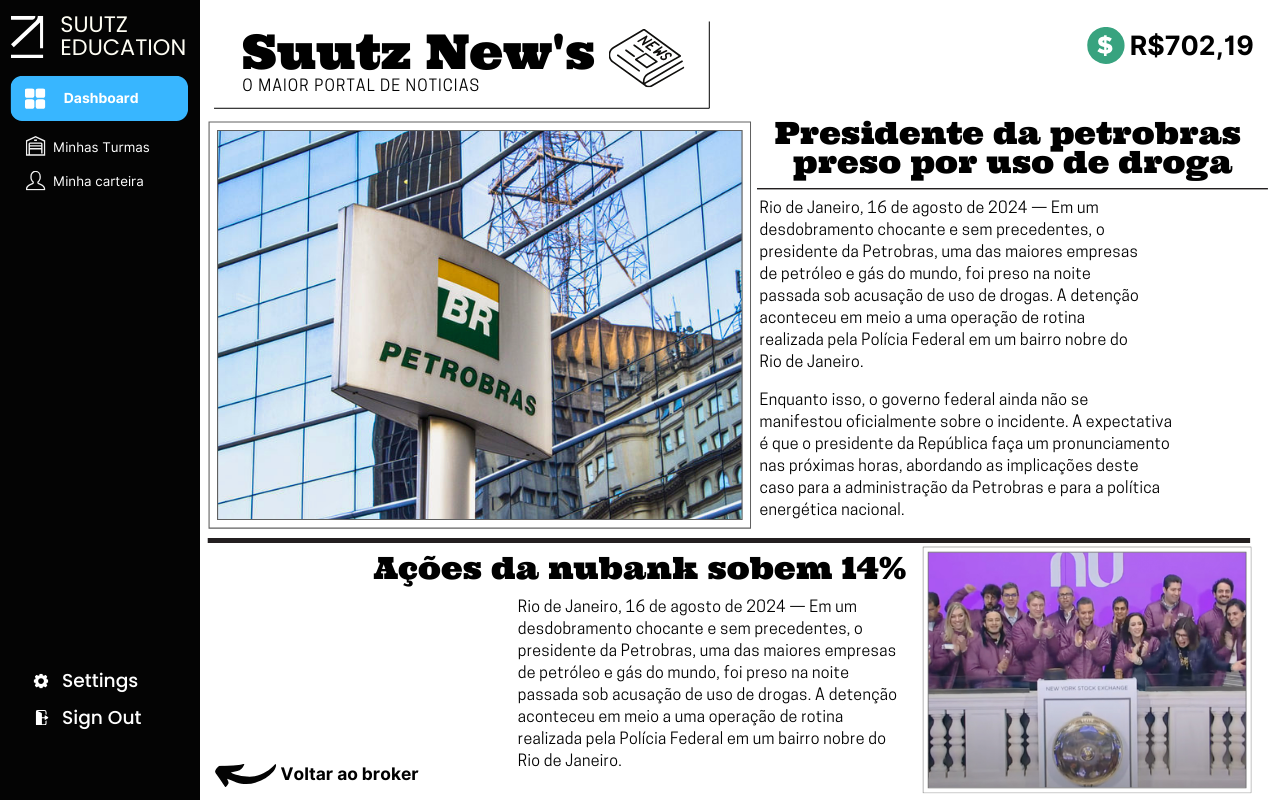 SUUTZ
EDUCATION
Dashboard
Minhas Turmas
Minha carteira
Settings
Sign Out
Suutz New's
O MAIOR PORTAL DE NOTICIAS
NEWS
$ R$702,19
BR
PETROBRAS
Presidente da petrobras
preso por uso de droga
Rio de Janeiro, 16 de agosto de 2024 — Em um
desdobramento chocante e sem precedentes, o
presidente da Petrobras, uma das maiores empresas
de petróleo e gás do mundo, foi preso na noite
passada sob acusação de uso de drogas. A detenção
aconteceu em meio a uma operação de rotina
realizada pela Polícia Federal em um bairro nobre do
Rio de Janeiro.
Enquanto isso, o governo federal ainda não se
manifestou oficialmente sobre o incidente. A expectativa
é que o presidente da República faça um pronunciamento
nas próximas horas, abordando as implicações deste
caso para a administração da Petrobras e para a política
energética nacional.
Ações da nubank sobem 14%
Rio de Janeiro, 16 de agosto de 2024 — Em um
desdobramento chocante e sem precedentes, o
presidente da Petrobras, uma das maiores empresas
de petróleo e gás do mundo, foi preso na noite
passada sob acusação de uso de drogas. A detenção
aconteceu em meio a uma operação de rotina
realizada pela Polícia Federal em um bairro nobre do
Rio de Janeiro.
nu
NEW YORK STOCK EXCHANGE
Voltar ao broker